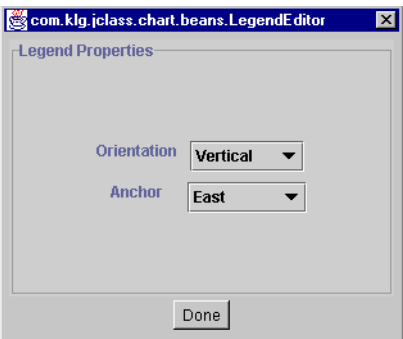 com.klg.jclass.chart.beans.LegendEditor
Legend Properties
Orientation Vertical
Anchor East
Done